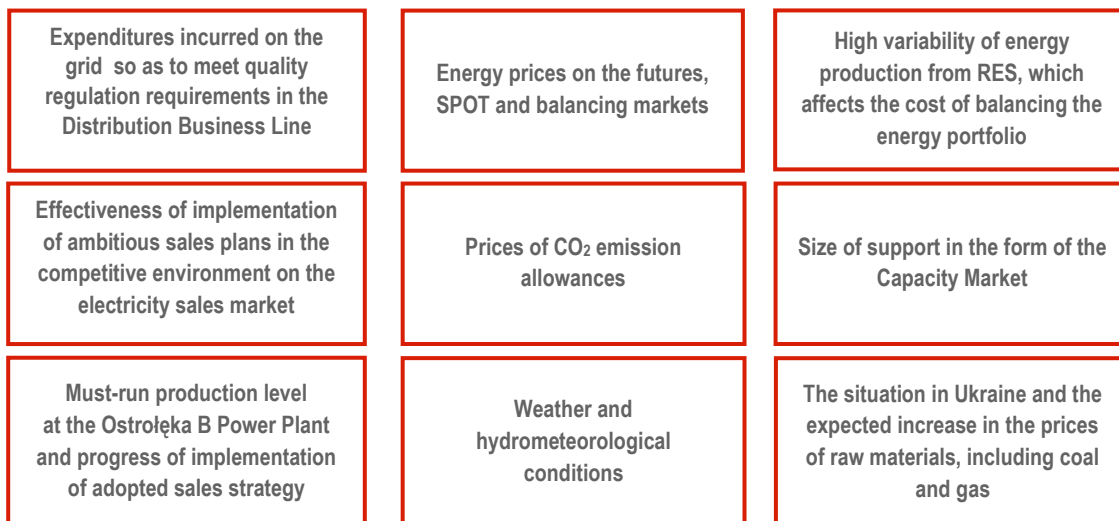 Expenditures incurred on the
grid so as to meet quality
regulation requirements in the
Distribution Business Line
Energy prices on the futures,
SPOT and balancing markets
High variability of energy
production from RES, which
affects the cost of balancing the
energy portfolio
Effectiveness of implementation
of ambitious sales plans in the
competitive environment on the
electricity sales market
Prices of CO₂ emission
allowances
Size of support in the form of the
Capacity Market
Must-run production level
at the Ostrołęka B Power Plant
and progress of implementation
of adopted sales strategy
Weather and
hydrometeorological
conditions
The situation in Ukraine and the
expected increase in the prices
of raw materials, including coal
and gas